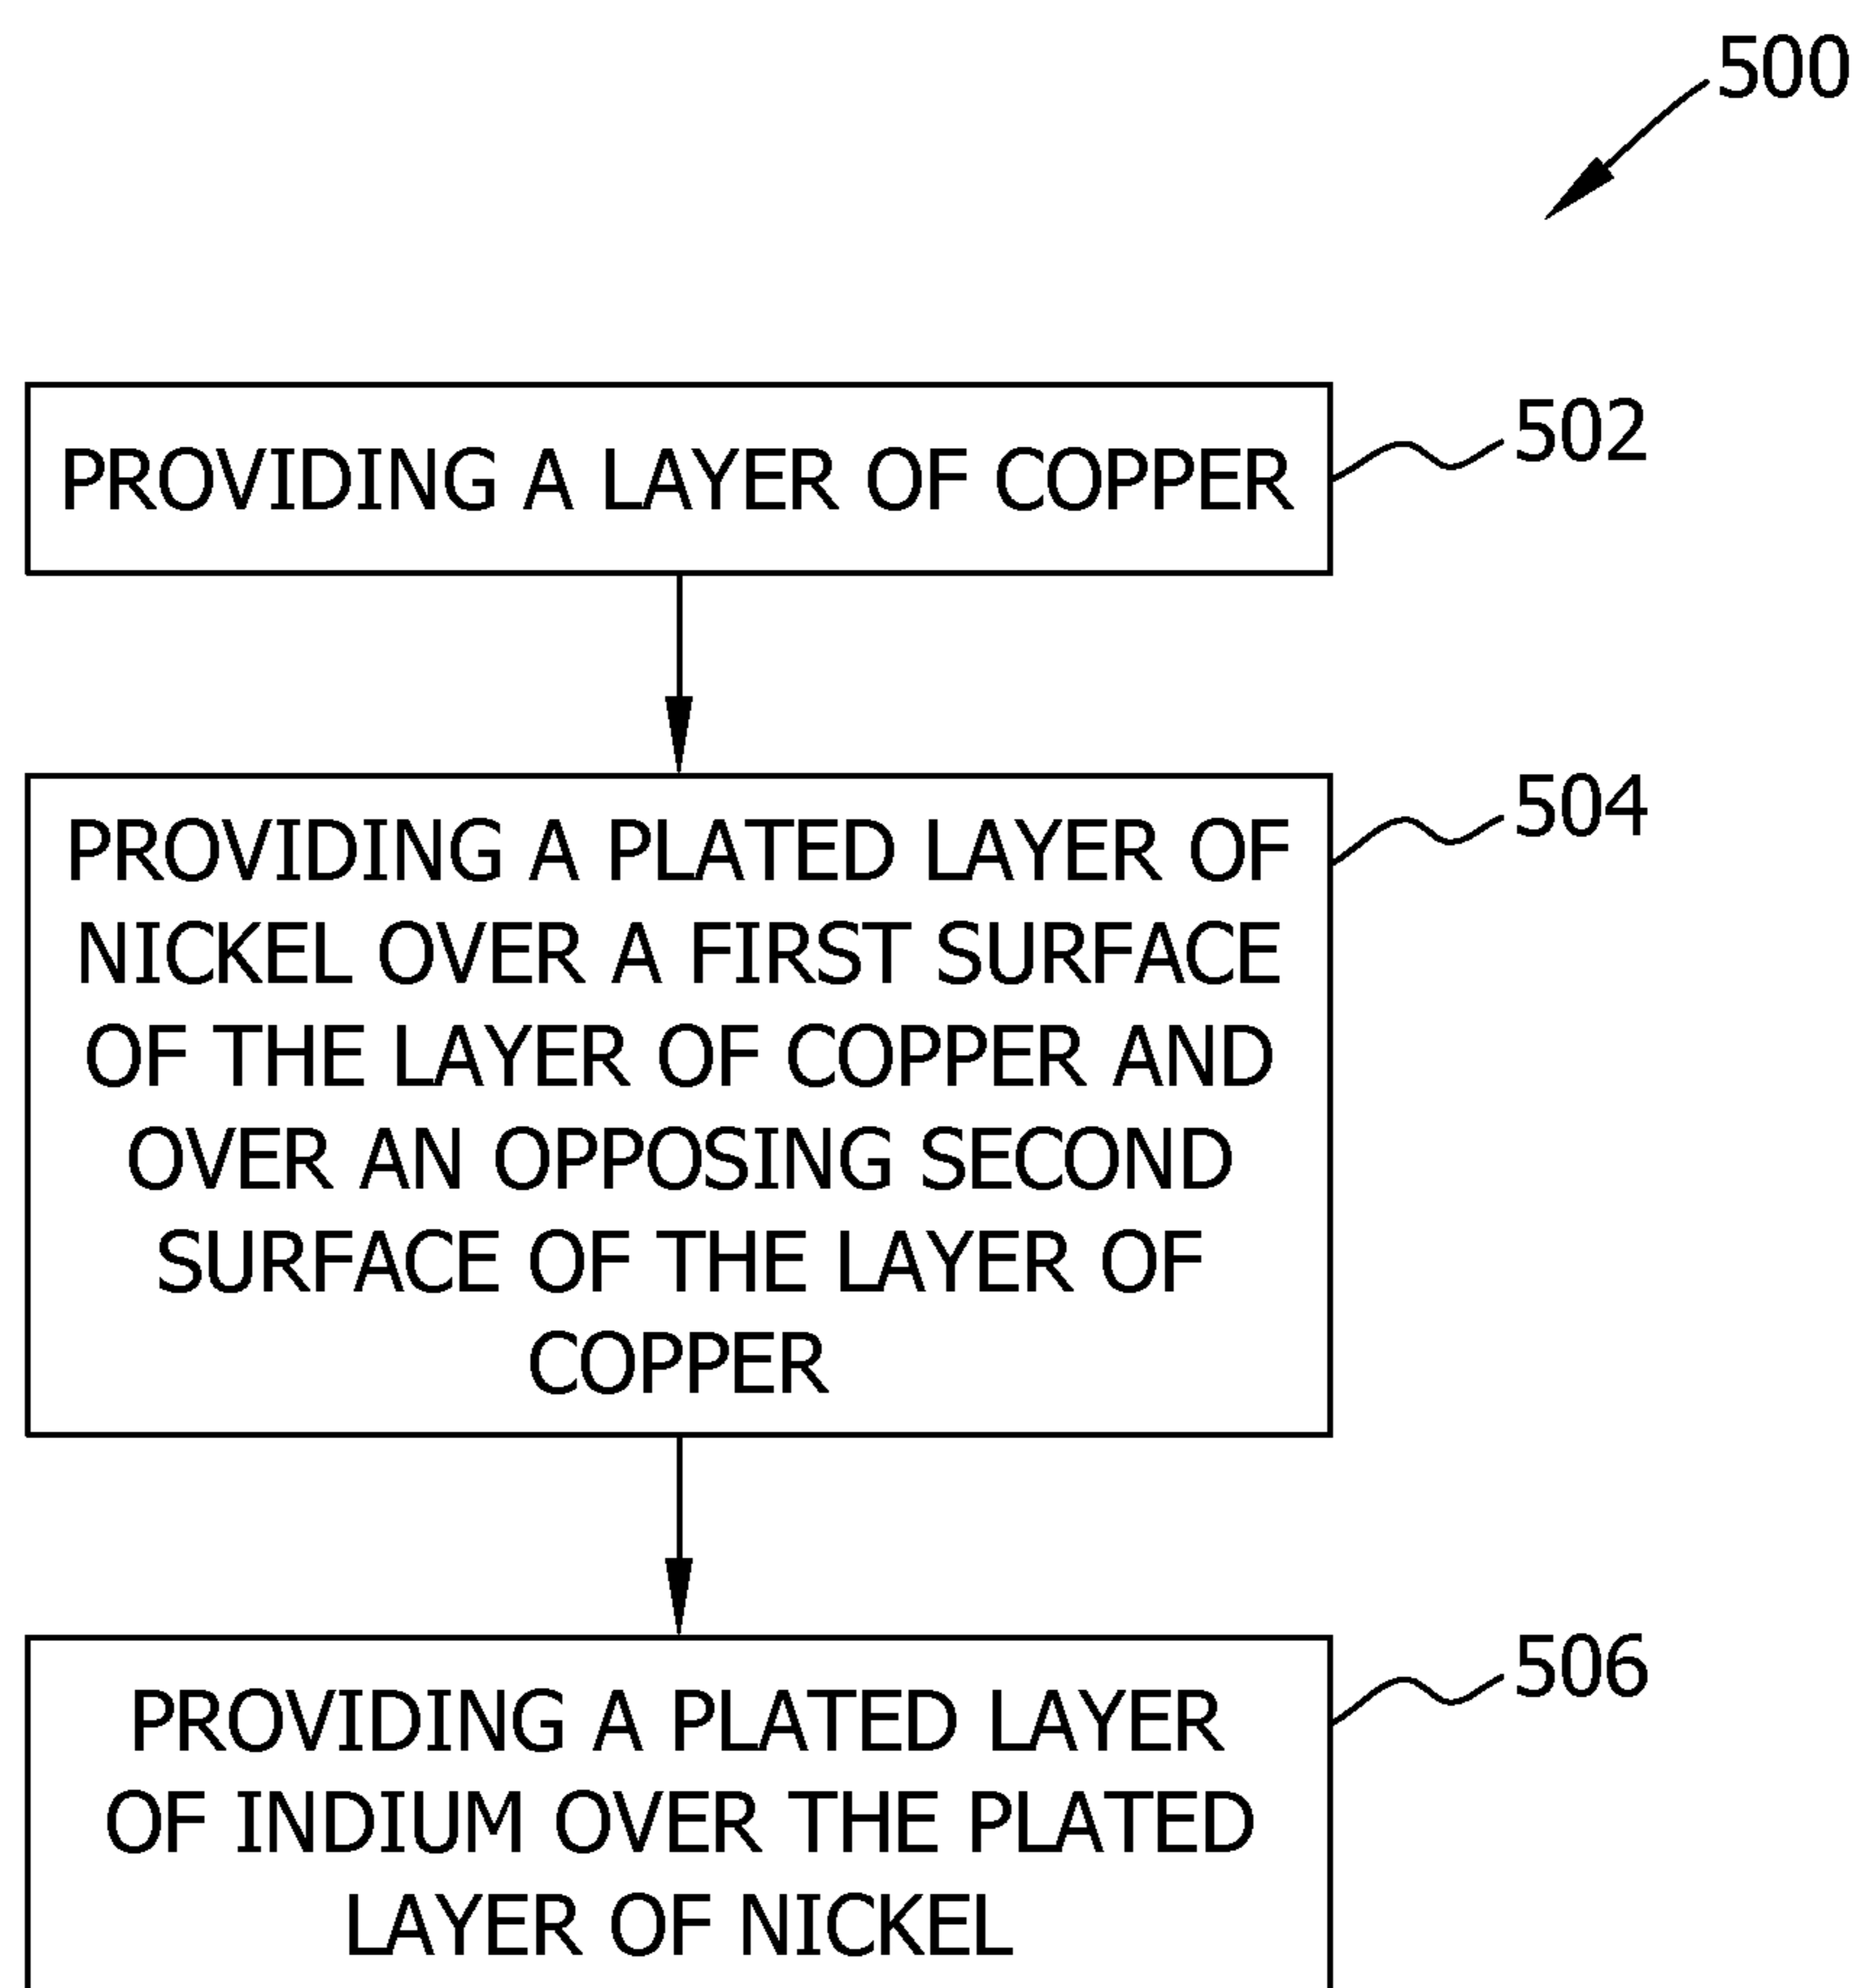 500
PROVIDING A LAYER OF COPPER
502
PROVIDING A PLATED LAYER OF
NICKEL OVER A FIRST SURFACE
OF THE LAYER OF COPPER AND
OVER AN OPPOSING SECOND
SURFACE OF THE LAYER OF
COPPER
504
PROVIDING A PLATED LAYER
OF INDIUM OVER THE PLATED
LAYER OF NICKEL
506